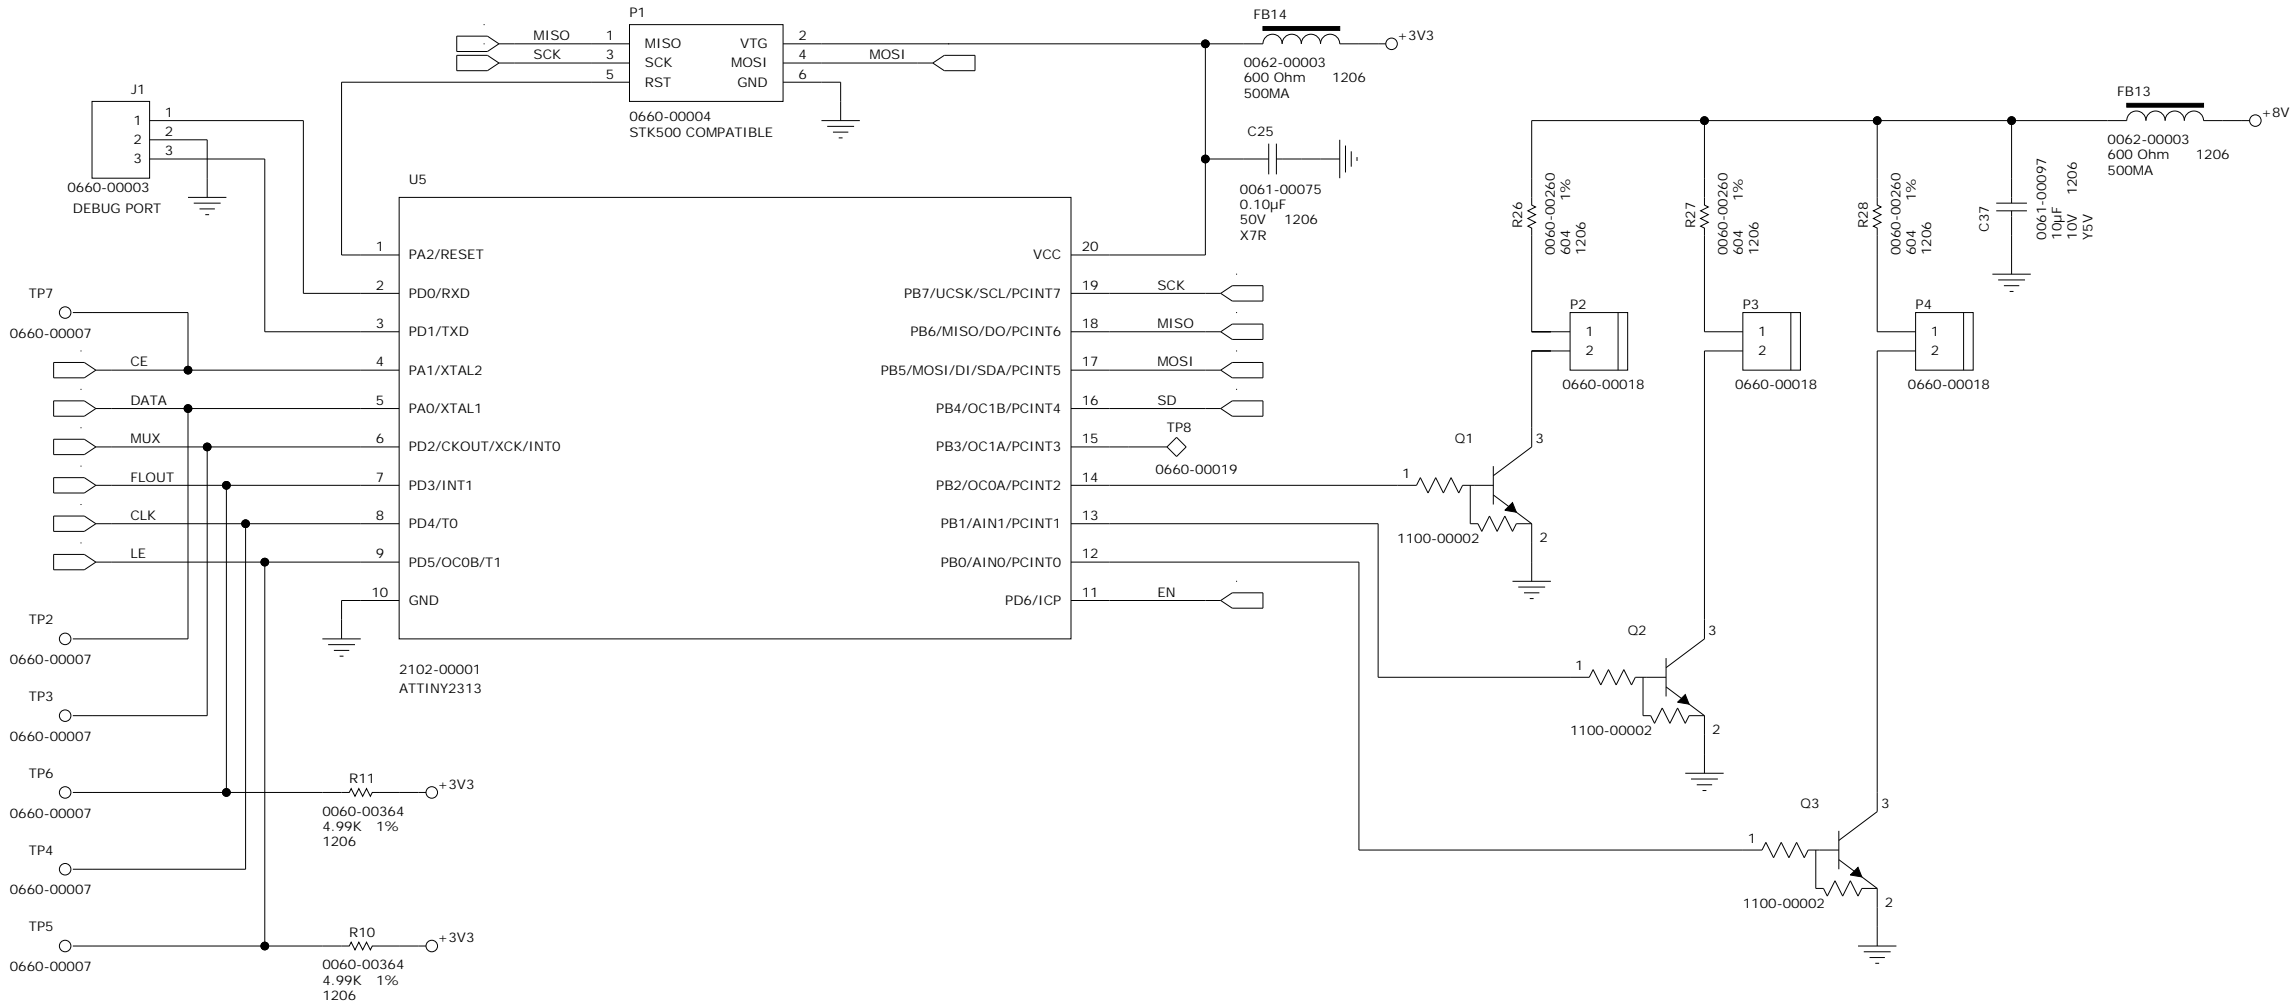 P1
MISO 1 MISO VTG 2
SCK 3 SCK MOSI 4 MOSI
5 RST GND 6
0660-00004
STK500 COMPATIBLE
FB14
+3V3
0062-00003
600 Ohm 1206
500MA
C25
0061-00075
0.10µF
50V 1206
X7R
J1
1 1
2 2
3 3
0660-00003
DEBUG PORT
FB13
+8V
0062-00003
600 Ohm 1206
500MA
R26
0060-00260
604 1%
1206
R27
0060-00260
604 1%
1206
R28
0060-00260
604 1%
1206
C37
0061-00097
10µF 1206
10V
Y5V
U5
1 PA2/RESET VCC 20
2 PD0/RXD PB7/UCSK/SCL/PCINT7 19 SCK
3 PD1/TXD PB6/MISO/DO/PCINT6 18 MISO
CE 4 PA1/XTAL2 PB5/MOSI/DI/SDA/PCINT5 17 MOSI
DATA 5 PA0/XTAL1 PB4/OC1B/PCINT4 16 SD
MUX 6 PD2/CKOUT/XCK/INT0 PB3/OC1A/PCINT3 15
FLOUT 7 PD3/INT1 PB2/OC0A/PCINT2 14
CLK 8 PD4/T0 PB1/AIN1/PCINT1 13
LE 9 PD5/OC0B/T1 PB0/AIN0/PCINT0 12
10 GND PD6/ICP 11 EN
2102-00001
ATTINY2313
TP8
0660-00019
TP7
0660-00007
TP2
0660-00007
TP3
0660-00007
TP6
0660-00007
TP4
0660-00007
TP5
0660-00007
R11
+3V3
0060-00364
4.99K 1%
1206
R10
+3V3
0060-00364
4.99K 1%
1206
P2
1
2
0660-00018
P3
1
2
0660-00018
P4
1
2
0660-00018
Q1
3
1
2
1100-00002
Q2
3
1
2
1100-00002
Q3
3
1
2
1100-00002